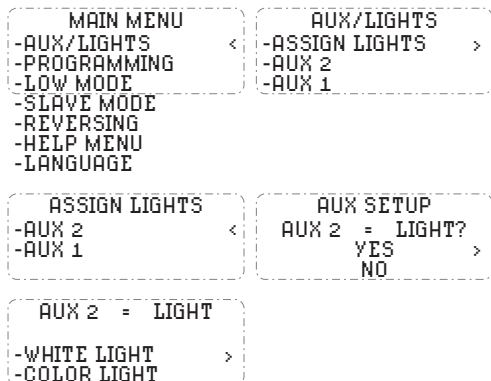 MAIN MENU
-AUX/LIGHTS <
-PROGRAMMING
-LOW MODE
-SLAVE MODE
-REVERSING
-HELP MENU
-LANGUAGE
AUX/LIGHTS
-ASSIGN LIGHTS >
-AUX 2
-AUX 1
ASSIGN LIGHTS
-AUX 2 <
-AUX 1
AUX SETUP
AUX 2 = LIGHT?
YES >
NO
AUX 2 = LIGHT
-WHITE LIGHT >
-COLOR LIGHT